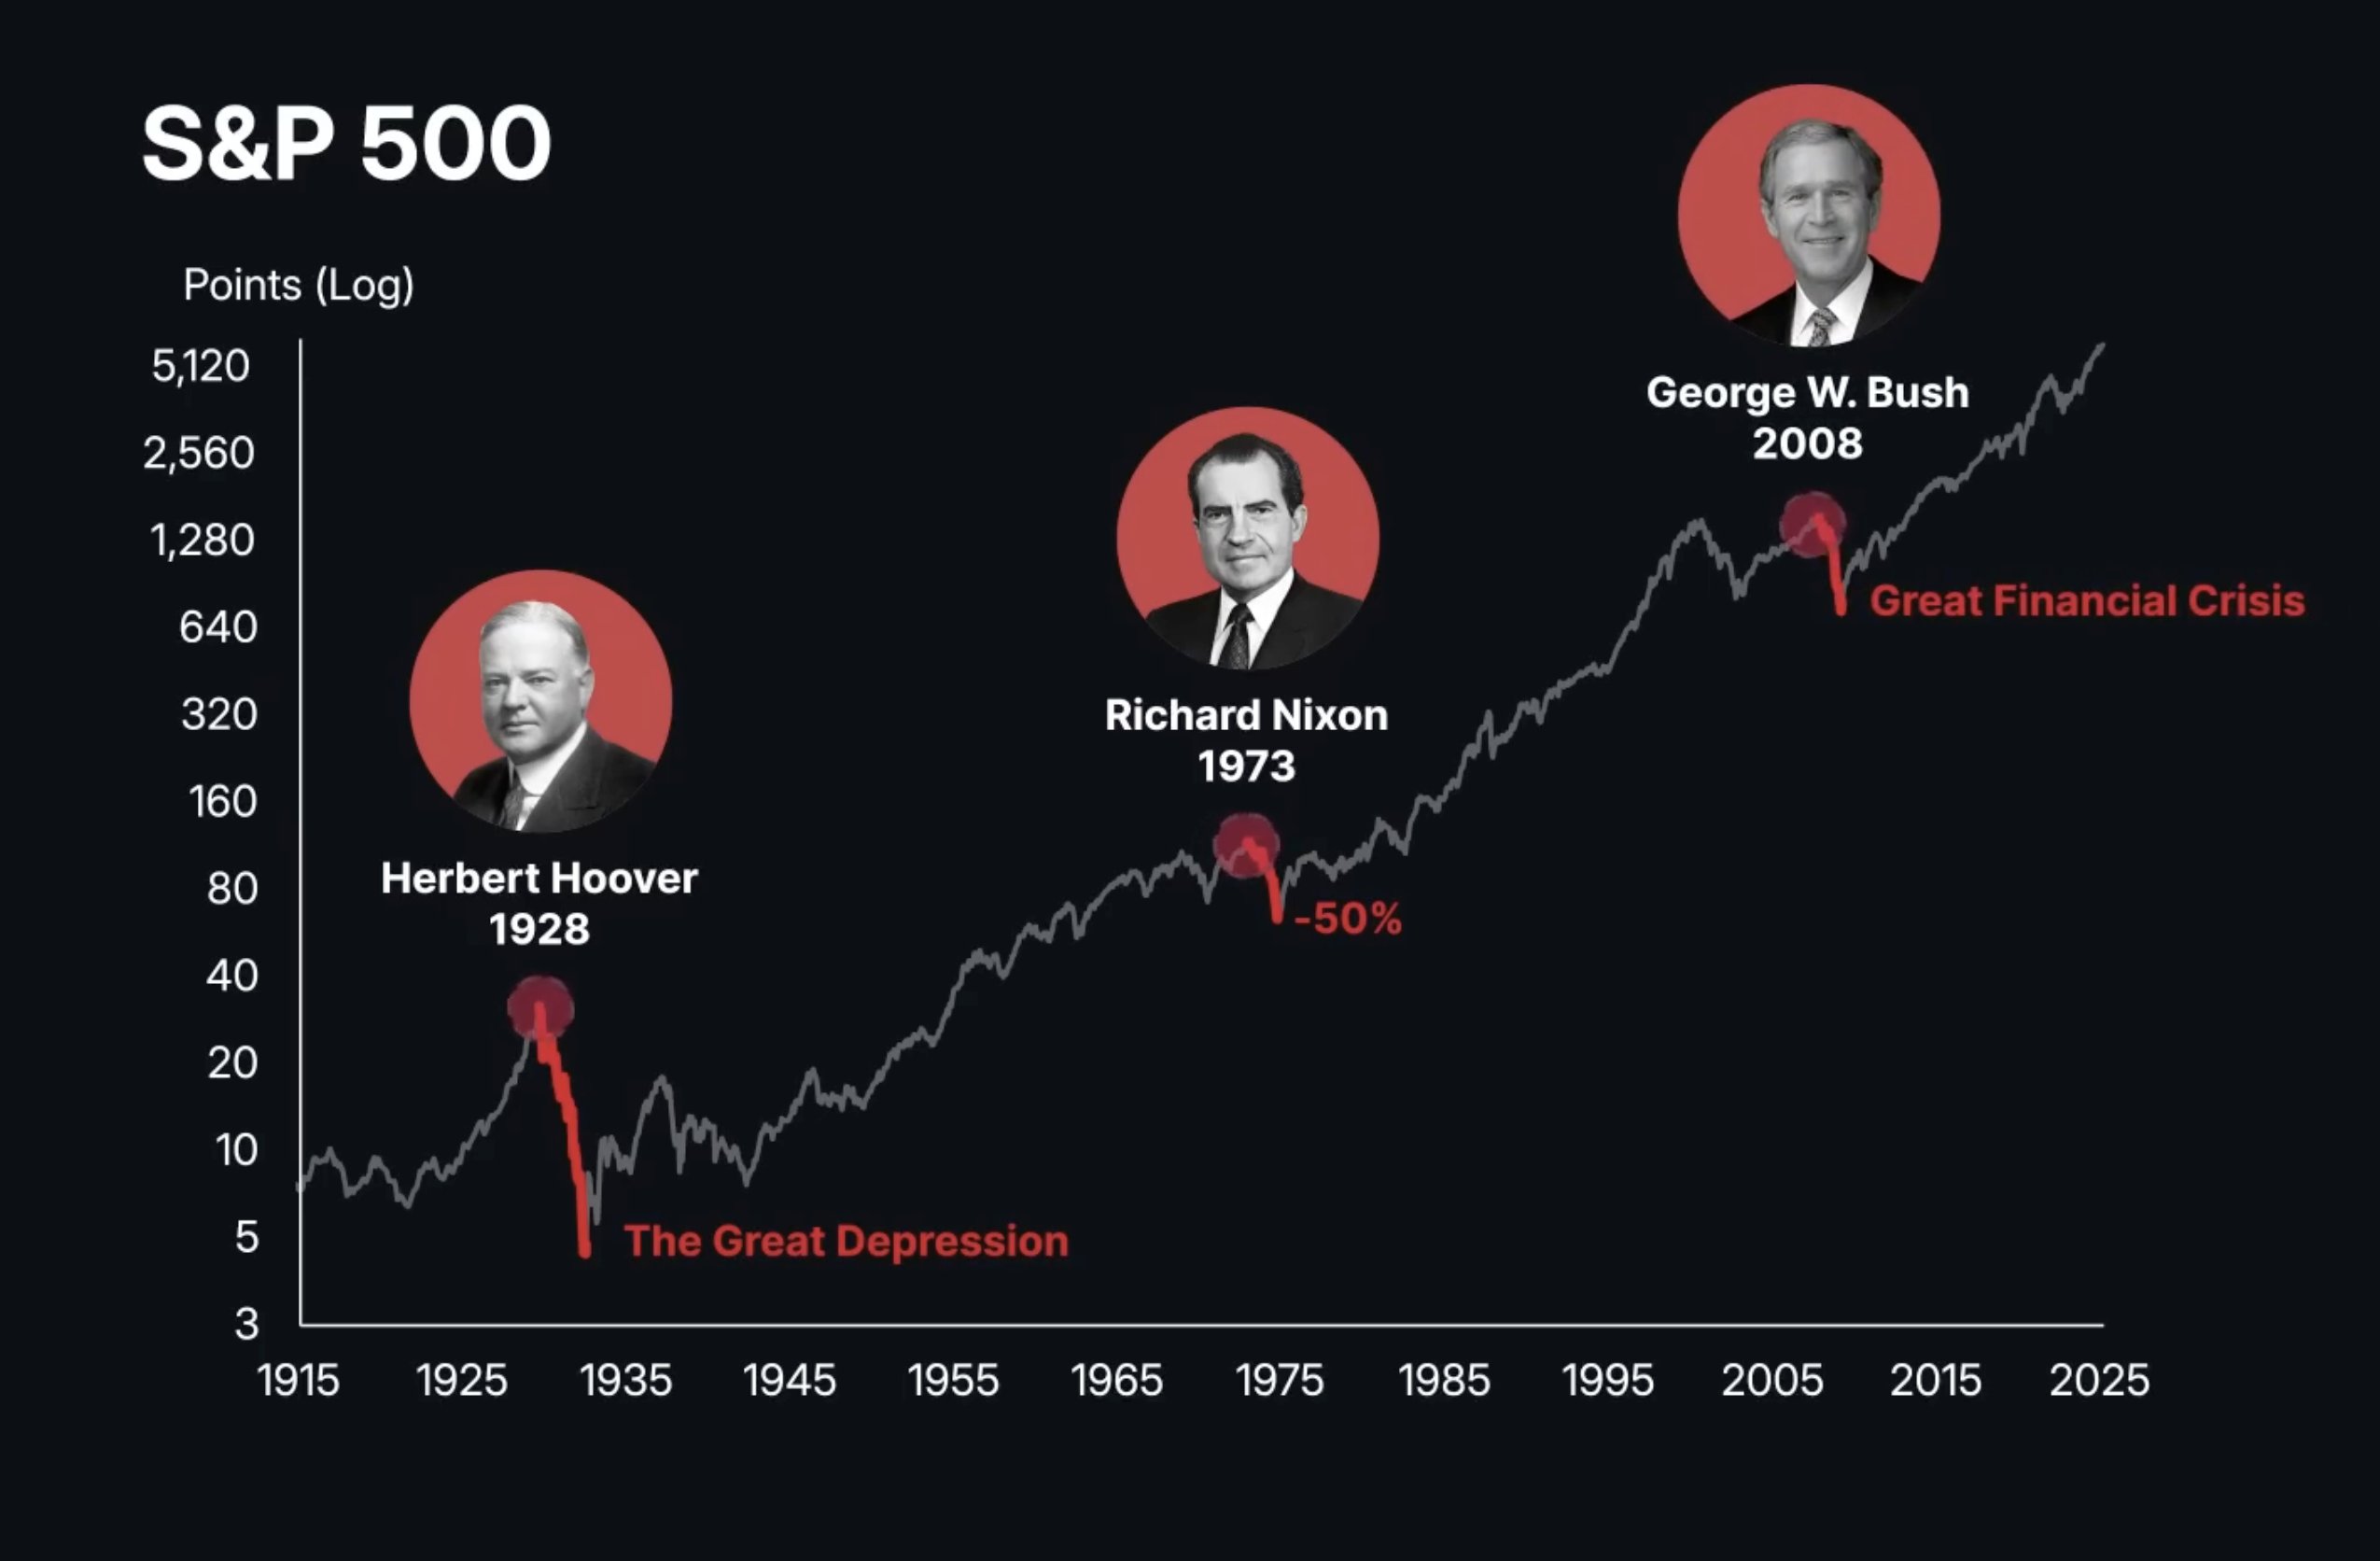 S&P 500
Points (Log)
5,120
2,560
1,280
640
320
160
80
40
20
10
5
3
1915 1925 1935 1945 1955 1965 1975 1985 1995 2005 2015 2025
Herbert Hoover
1928
The Great Depression
Richard Nixon
1973
-50%
George W. Bush
2008
Great Financial Crisis